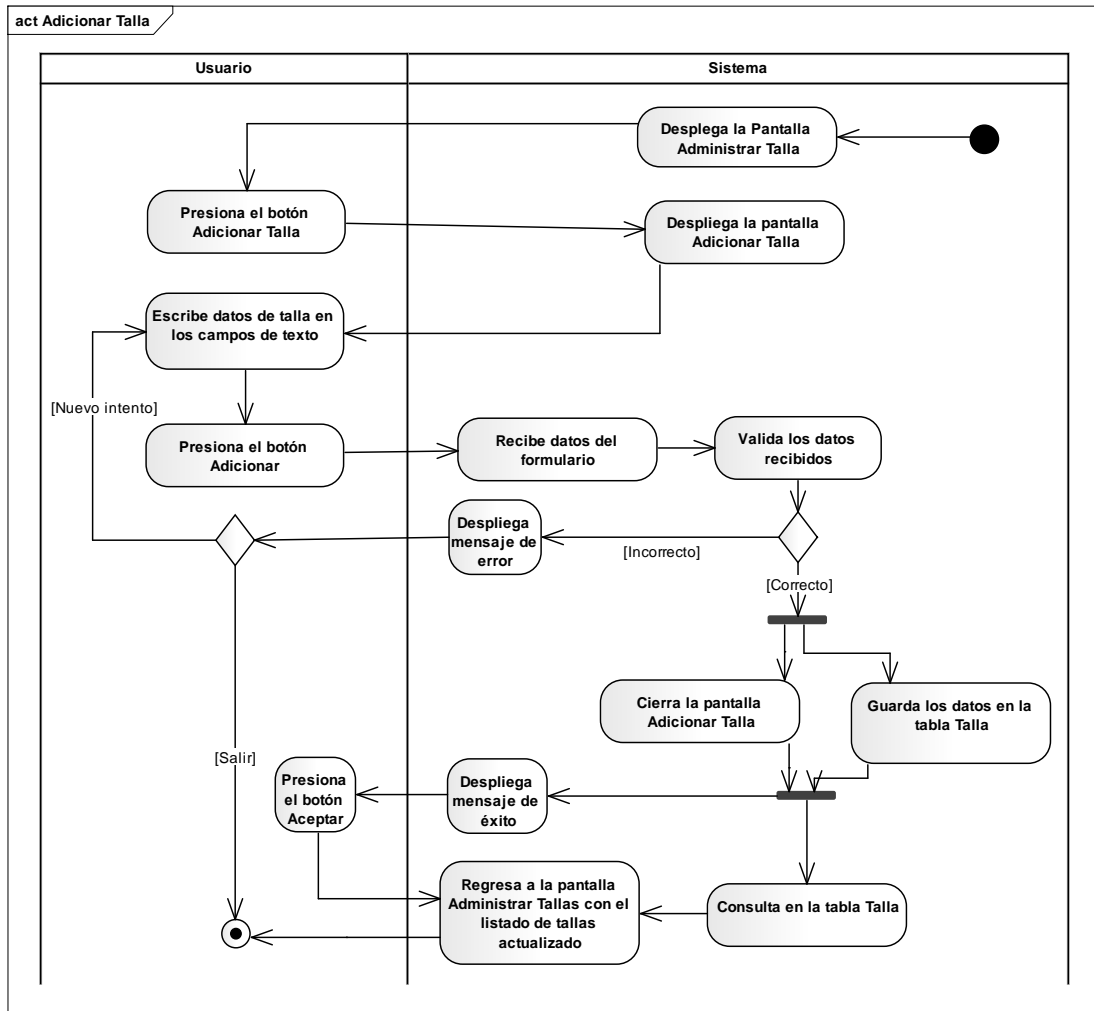 act Adicionar Talla
Usuario
Sistema
Desplega la Pantalla
Administrar Talla
Presiona el botón
Adicionar Talla
Despliega la pantalla
Adicionar Talla
Escribe datos de talla en
los campos de texto
[Nuevo intento]
Presiona el botón
Adicionar
Recibe datos del
formulario
Valida los datos
recibidos
Despliega
mensaje de
error
[Incorrecto]
[Correcto]
Cierra la pantalla
Adicionar Talla
Guarda los datos en la
tabla Talla
[Salir]
Presiona
el botón
Aceptar
Despliega
mensaje de
éxito
Regresa a la pantalla
Administrar Tallas con el
listado de tallas
actualizado
Consulta en la tabla Talla